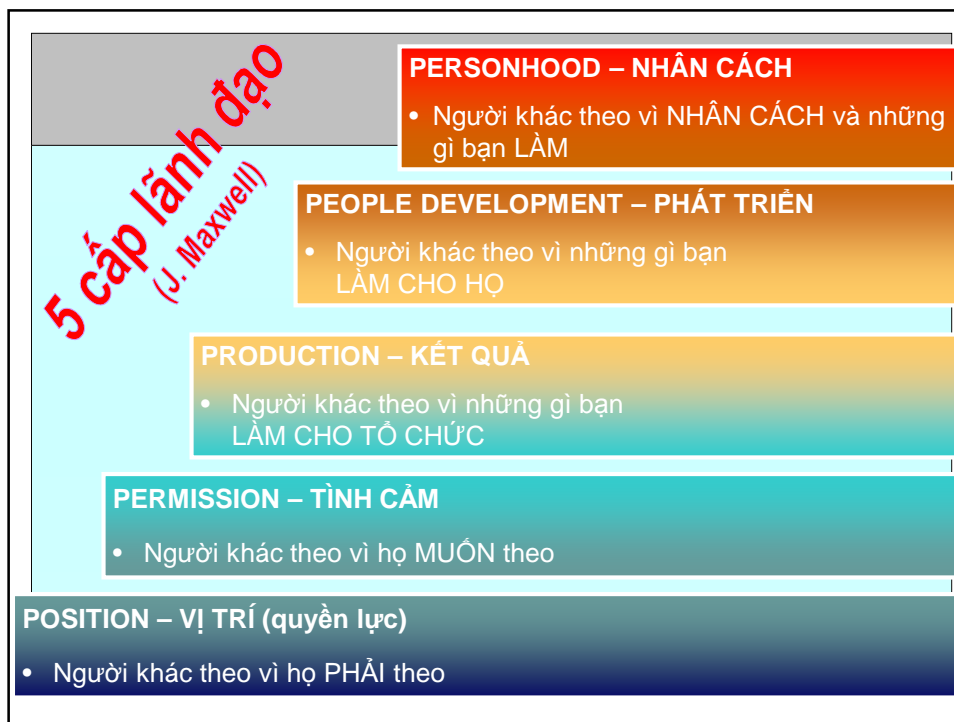 5 cấp lãnh đạo
(J. Maxwell)
PERSONHOOD – NHÂN CÁCH
• Người khác theo vì NHÂN CÁCH và những
gì bạn LÀM
PEOPLE DEVELOPMENT – PHÁT TRIỂN
• Người khác theo vì những gì bạn
LÀM CHO HỌ
PRODUCTION – KẾT QUẢ
• Người khác theo vì những gì bạn
LÀM CHO TỔ CHỨC
PERMISSION – TÌNH CẢM
• Người khác theo vì họ MUỐN theo
POSITION – VỊ TRÍ (quyền lực)
• Người khác theo vì họ PHẢI theo